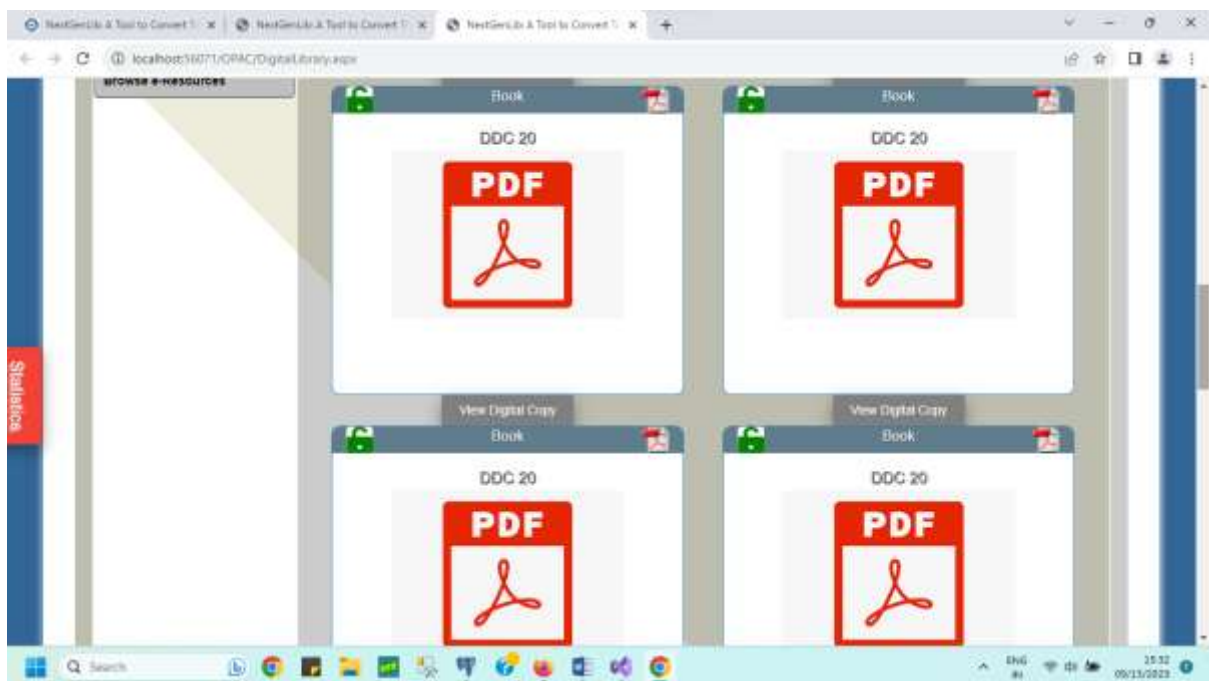 NextGenLib A Tool to Convert T
NextGenLib A Tool to Convert T
NextGenLib A Tool to Convert T
localhost:56071/OPAC/DigitalLibrary.aspx
Browse e-Resources
Book
Book
DDC 20
DDC 20
PDF
PDF
Statistics
View Digital Copy
View Digital Copy
Book
Book
DDC 20
DDC 20
PDF
PDF
Search
ENG
IN
15:32
09/13/2023